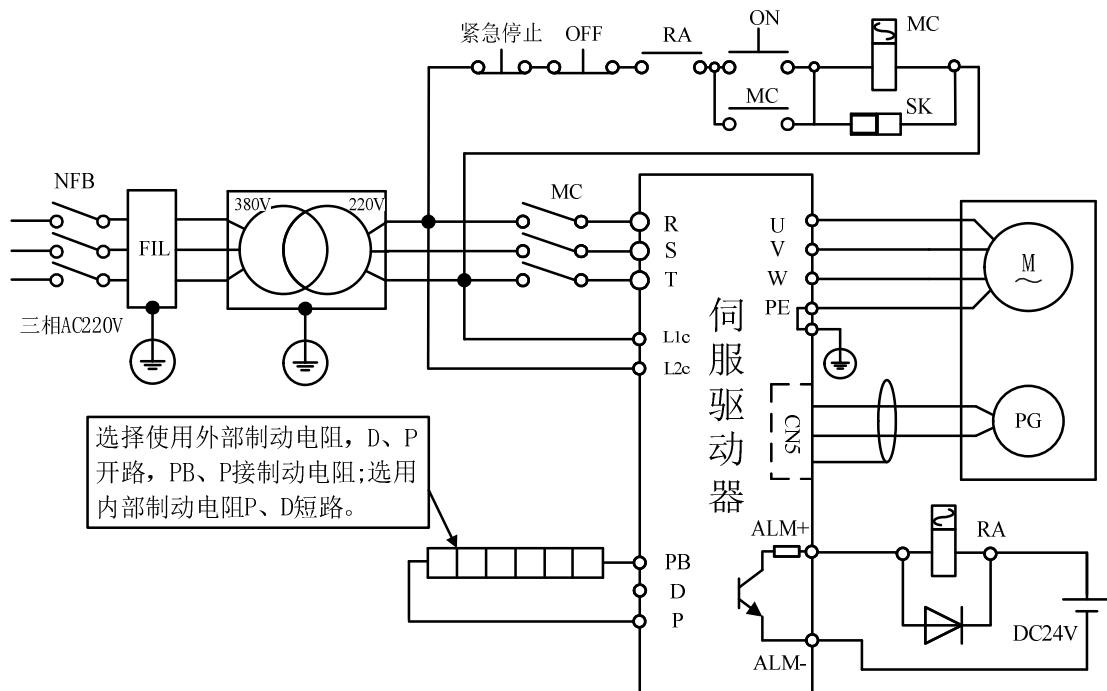 紧急停止
OFF
RA
ON
MC
MC
SK
NFB
FIL
380V
220V
MC
三相AC220V
R
S
T
L1c
L2c
U
V
W
PE
M
伺服驱动器
CN5
PG
选择使用外部制动电阻，D、P
开路，PB、P接制动电阻;选用
内部制动电阻P、D短路。
PB
D
P
ALM+
ALM-
RA
DC24V